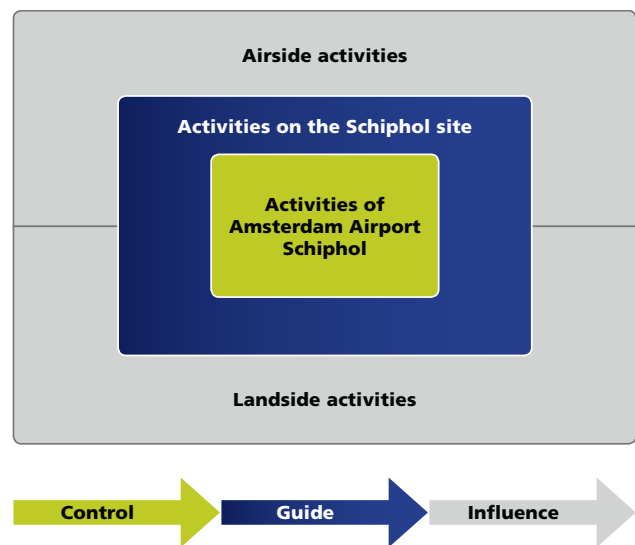 Airside activities
Activities on the Schiphol site
Activities of
Amsterdam Airport
Schiphol
Landside activities
Control
Guide
Influence